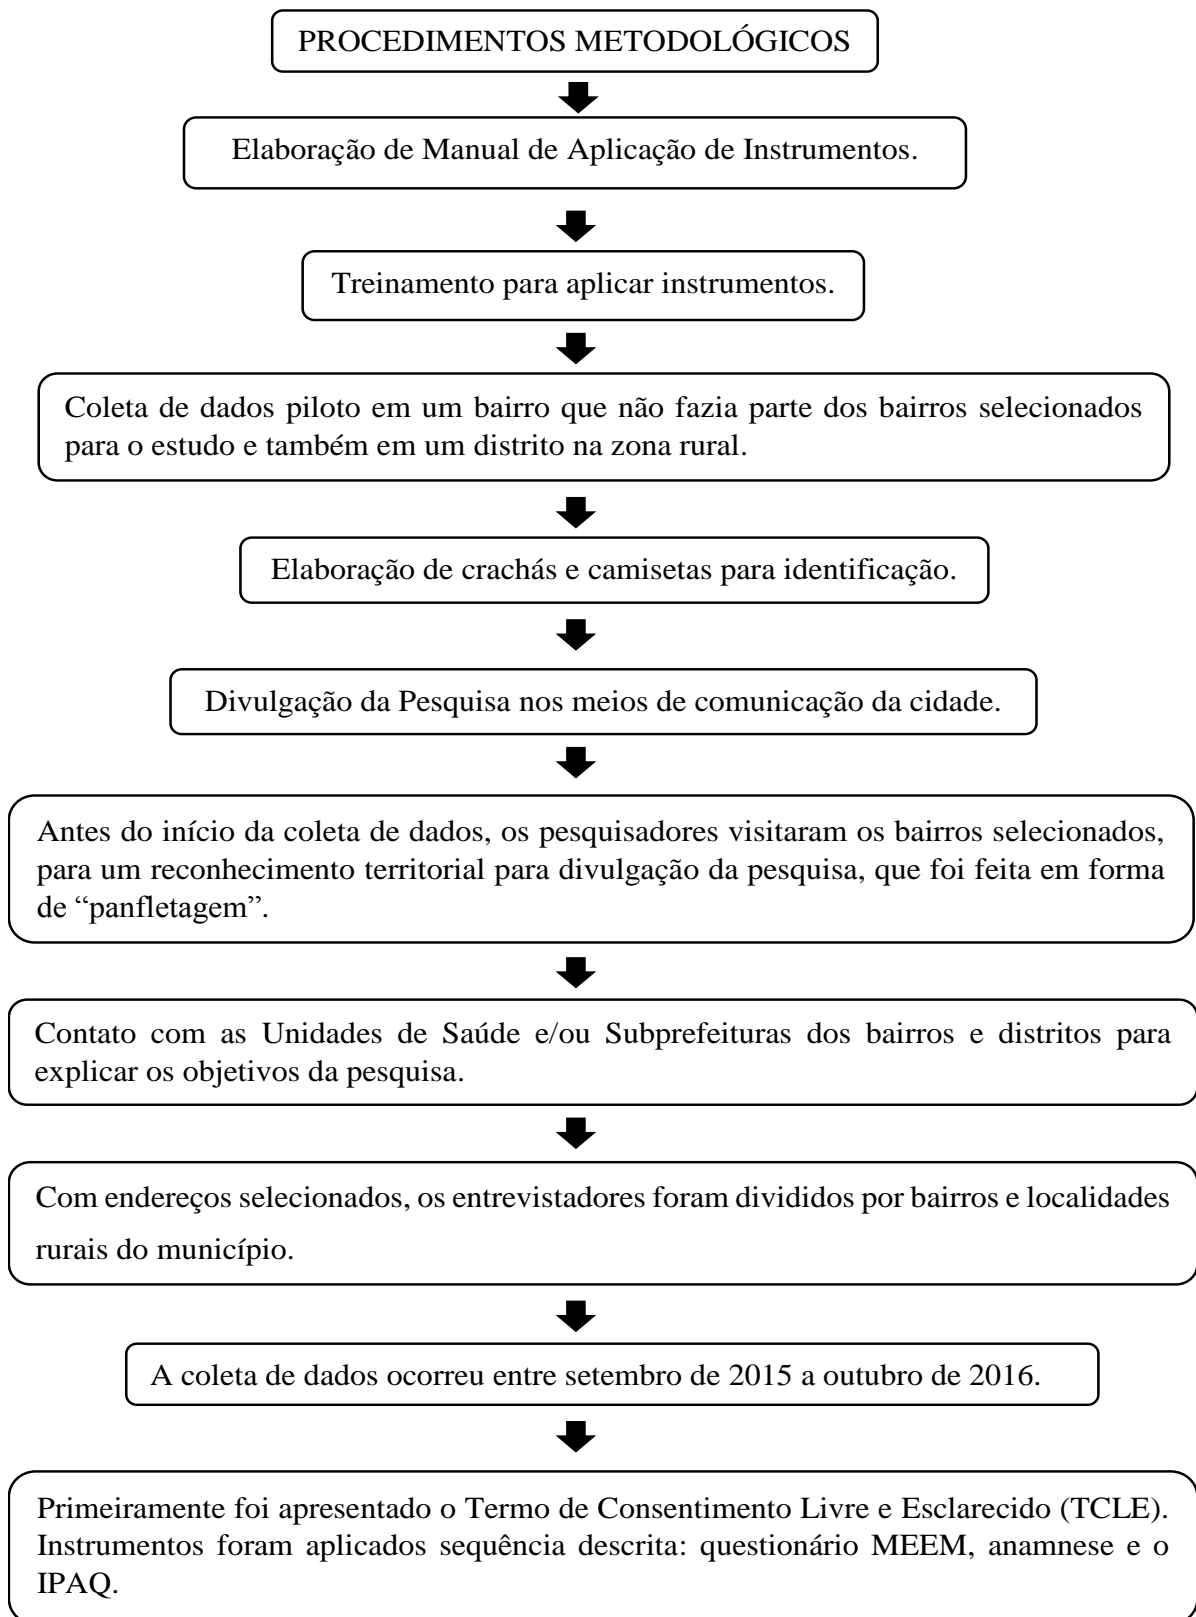 PROCEDIMENTOS METODOLÓGICOS
Elaboração de Manual de Aplicação de Instrumentos.
Treinamento para aplicar instrumentos.
Coleta de dados piloto em um bairro que não fazia parte dos bairros selecionados
para o estudo e também em um distrito na zona rural.
Elaboração de crachás e camisetas para identificação.
Divulgação da Pesquisa nos meios de comunicação da cidade.
Antes do início da coleta de dados, os pesquisadores visitaram os bairros selecionados,
para um reconhecimento territorial para divulgação da pesquisa, que foi feita em forma
de “panfletagem”.
Contato com as Unidades de Saúde e/ou Subprefeituras dos bairros e distritos para
explicar os objetivos da pesquisa.
Com endereços selecionados, os entrevistadores foram divididos por bairros e localidades
rurais do município.
A coleta de dados ocorreu entre setembro de 2015 a outubro de 2016.
Primeiramente foi apresentado o Termo de Consentimento Livre e Esclarecido (TCLE).
Instrumentos foram aplicados sequência descrita: questionário MEEM, anamnese e o
IPAQ.